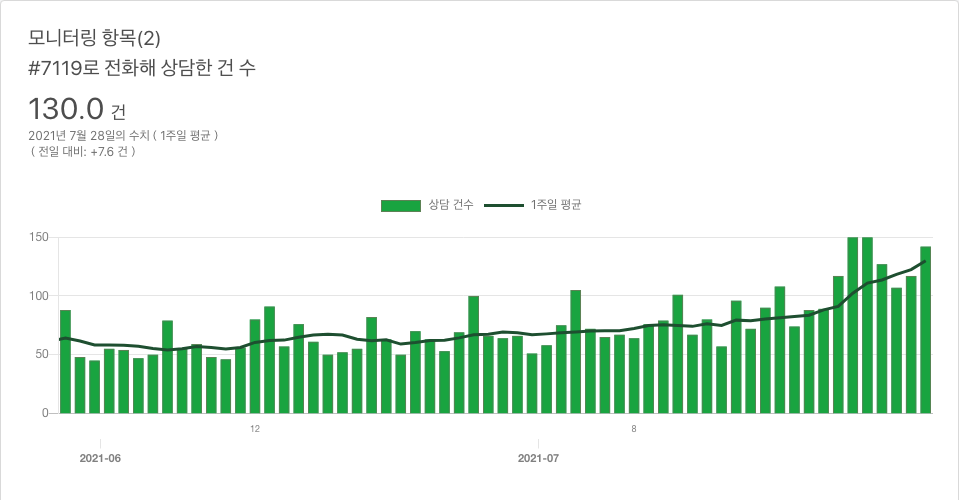 모니터링 항목(2)
#7119로 전화해 상담한 건 수
130.0 건
2021년 7월 28일의 수치 ( 1주일 평균 )
( 전일 대비: +7.6 건 )
상담 건수 1주일 평균
150
100
50
0
12 8
2021-06 2021-07